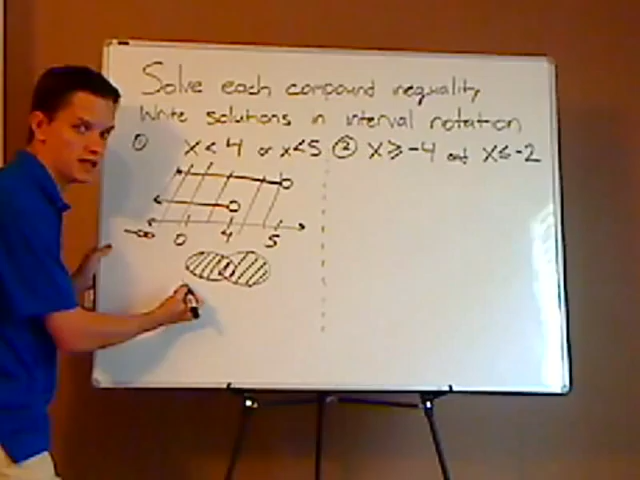 Solve each compound inequality
Write solutions in interval notation
① x < 4 or x < 5 ② x ≥ -4 and x ≤ -2
-∞ 0 4 5